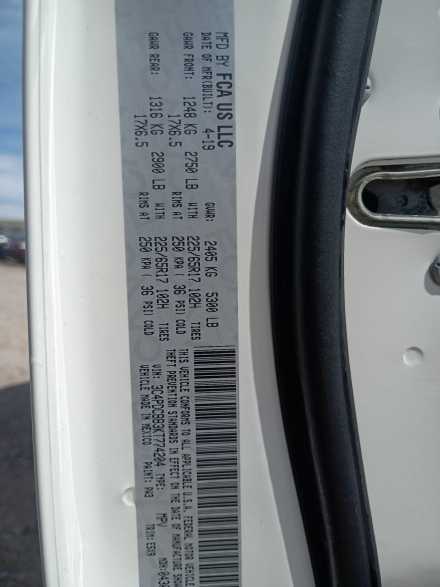 MFD BY FCA US LLC
DATE OF MFR(BUILT): 4-19 GVWR: 2405 KG 5300 LB
GAWR FRONT: 1248 KG 2750 LB WITH 225/65R17 102H TIRES
17X6.5 RIMS AT 250 KPA ( 36 PSI) COLD
GAWR REAR: 1316 KG 2900 LB WITH 225/65R17 102H TIRES
17X6.5 RIMS AT 250 KPA ( 36 PSI) COLD
THIS VEHICLE CONFORMS TO ALL APPLICABLE U.S.A. FEDERAL MOTOR VEHICLE
THEFT PREVENTION STANDARDS IN EFFECT ON THE DATE OF MANUFACTURE SHOWN
VIN: 3C4PDCBB3KT774204 TYPE: MPV
VEHICLE MADE IN MEXICO PAINT: PW3 TRIM: